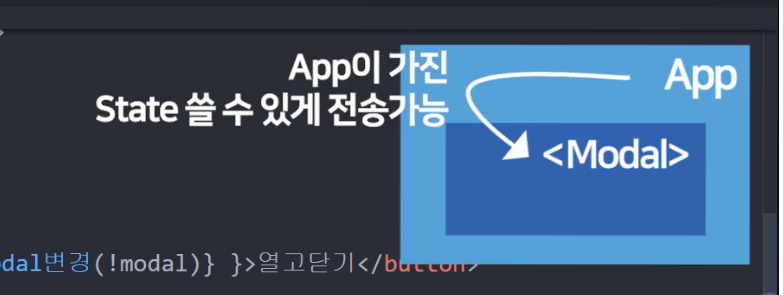 >
App이 가진
State 쓸 수 있게 전송가능
App
<Modal>
odal변경(!modal)} }>열고닫기</button>